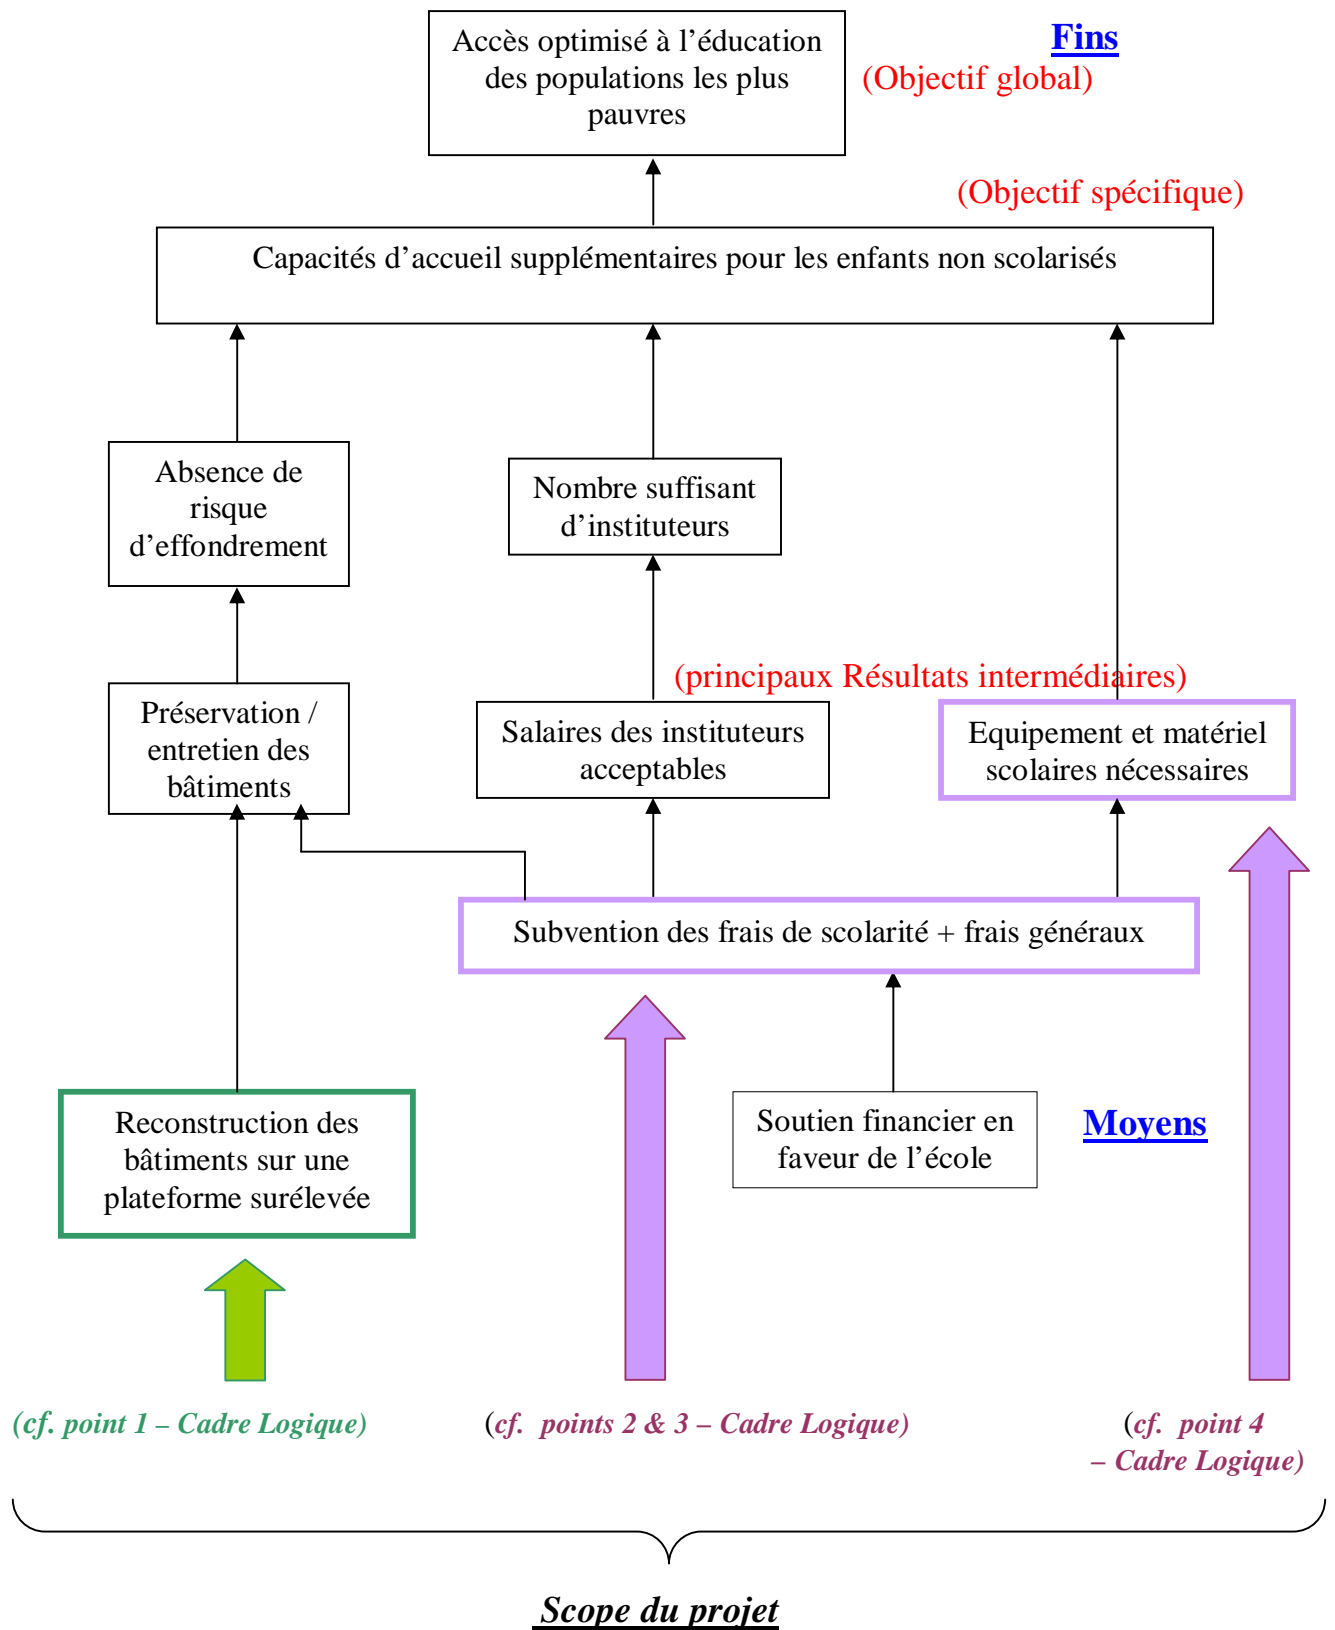 Accès optimisé à l’éducation
des populations les plus
pauvres
Fins
(Objectif global)
(Objectif spécifique)
Capacités d’accueil supplémentaires pour les enfants non scolarisés
Absence de
risque
d’effondrement
Nombre suffisant
d’instituteurs
(principaux Résultats intermédiaires)
Préservation /
entretien des
bâtiments
Salaires des instituteurs
acceptables
Equipement et matériel
scolaires nécessaires
Subvention des frais de scolarité + frais généraux
Reconstruction des
bâtiments sur une
plateforme surélevée
Soutien financier en
faveur de l’école
Moyens
(cf. point 1 – Cadre Logique)
(cf. points 2 & 3 – Cadre Logique)
(cf. point 4
– Cadre Logique)
Scope du projet